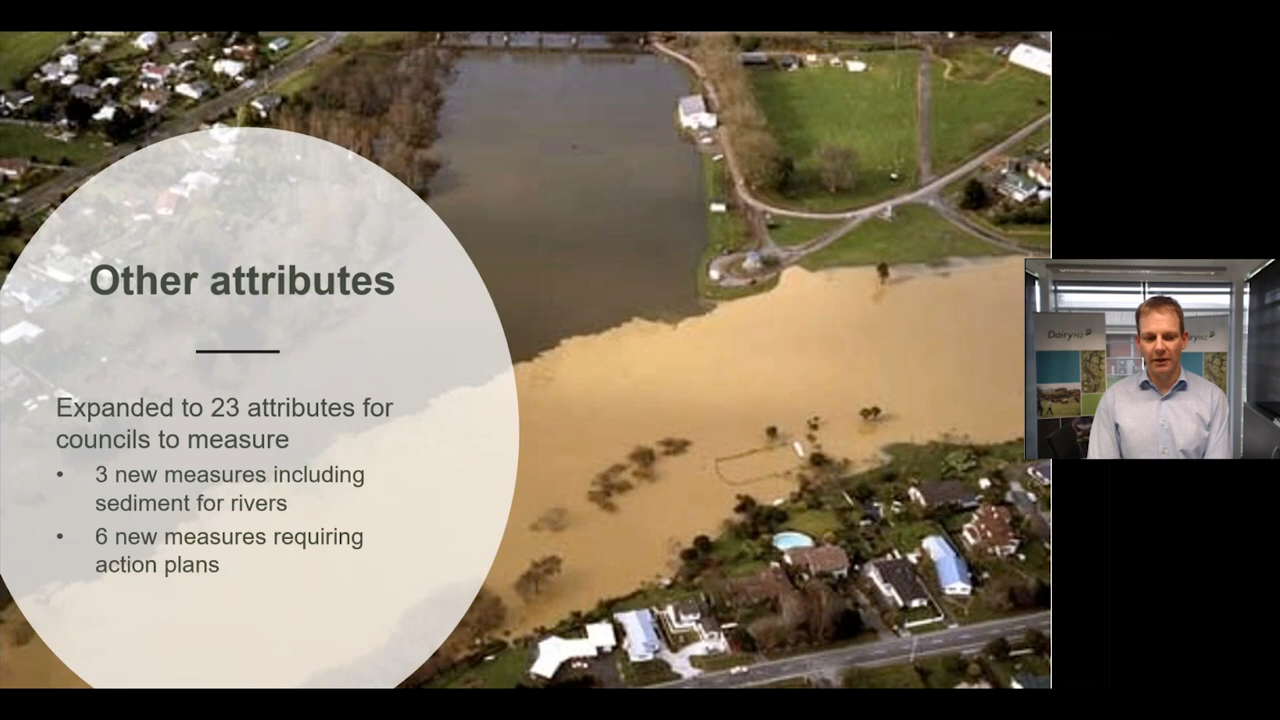 Other attributes
Expanded to 23 attributes for
councils to measure
• 3 new measures including
sediment for rivers
• 6 new measures requiring
action plans
DairyNZ